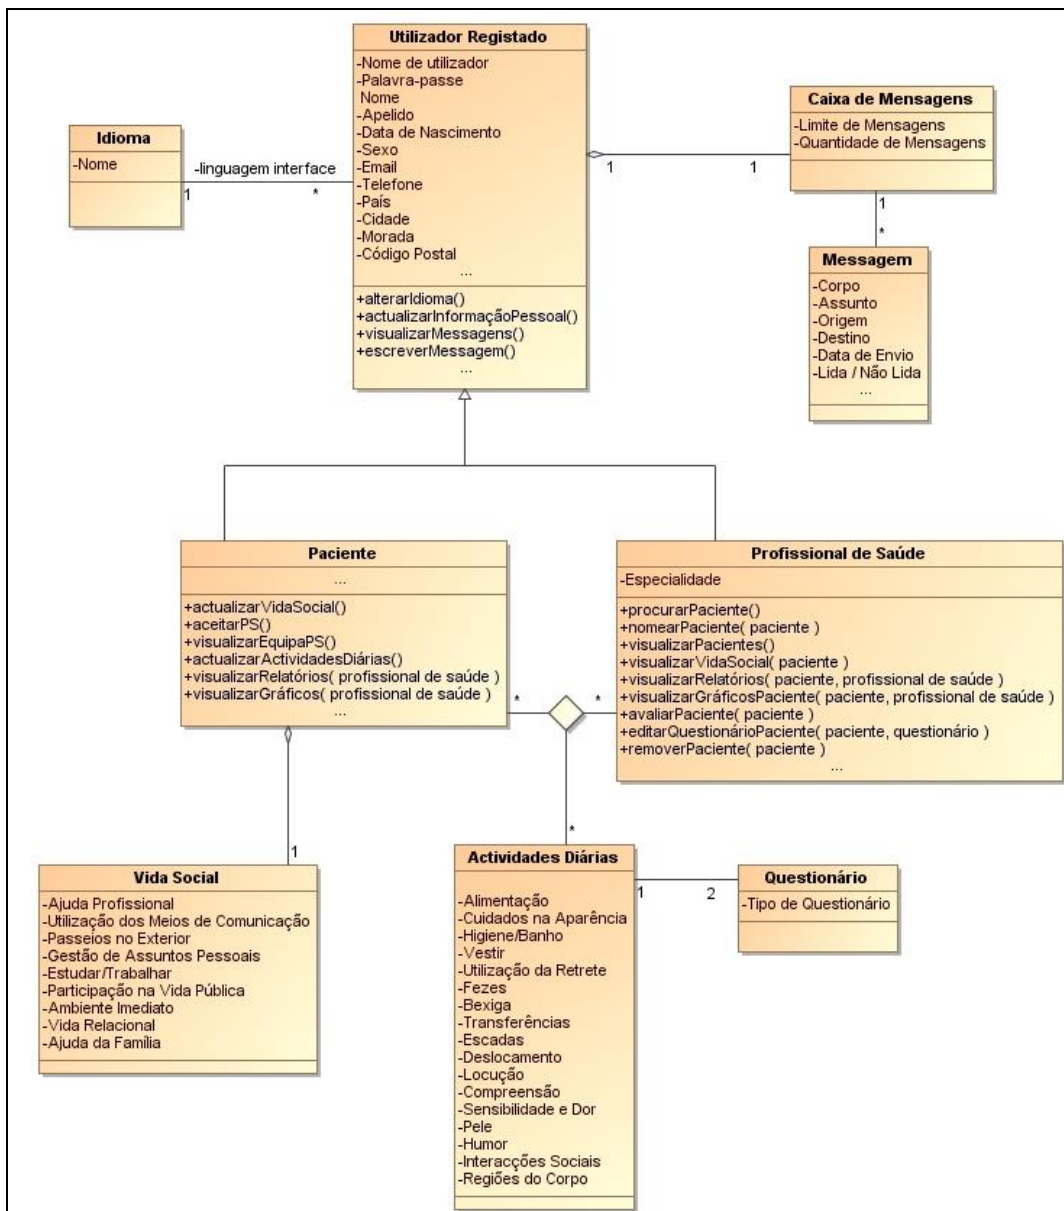 Utilizador Registado
-Nome de utilizador
-Palavra-passe
Nome
-Apelido
-Data de Nascimento
-Sexo
-Email
-Telefone
-País
-Cidade
-Morada
-Código Postal
...
+alterarIdioma()
+actualizarInformaçãoPessoal()
+visualizarMessagens()
+escreverMessagem()
...
Idioma
-Nome
-linguagem interface
1
*
1
1
Caixa de Mensagens
-Limite de Mensagens
-Quantidade de Mensagens
1
*
Messagem
-Corpo
-Assunto
-Origem
-Destino
-Data de Envio
-Lida / Não Lida
...
Paciente
...
+actualizarVidaSocial()
+aceitarPS()
+visualizarEquipaPS()
+actualizarActividadesDiárias()
+visualizarRelatórios( profissional de saúde )
+visualizarGráficos( profissional de saúde )
...
Profissional de Saúde
-Especialidade
+procurarPaciente()
+nomearPaciente( paciente )
+visualizarPacientes()
+visualizarVidaSocial( paciente )
+visualizarRelatórios( paciente, profissional de saúde )
+visualizarGráficosPaciente( paciente, profissional de saúde )
+avaliarPaciente( paciente )
+editarQuestionárioPaciente( paciente, questionário )
+removerPaciente( paciente )
...
*
*
*
1
Vida Social
-Ajuda Profissional
-Utilização dos Meios de Comunicação
-Passeios no Exterior
-Gestão de Assuntos Pessoais
-Estudar/Trabalhar
-Participação na Vida Pública
-Ambiente Imediato
-Vida Relacional
-Ajuda da Família
Actividades Diárias
-Alimentação
-Cuidados na Aparência
-Higiene/Banho
-Vestir
-Utilização da Retrete
-Fezes
-Bexiga
-Transferências
-Escadas
-Deslocamento
-Locução
-Compreensão
-Sensibilidade e Dor
-Pele
-Humor
-Interacções Sociais
-Regiões do Corpo
1
2
Questionário
-Tipo de Questionário